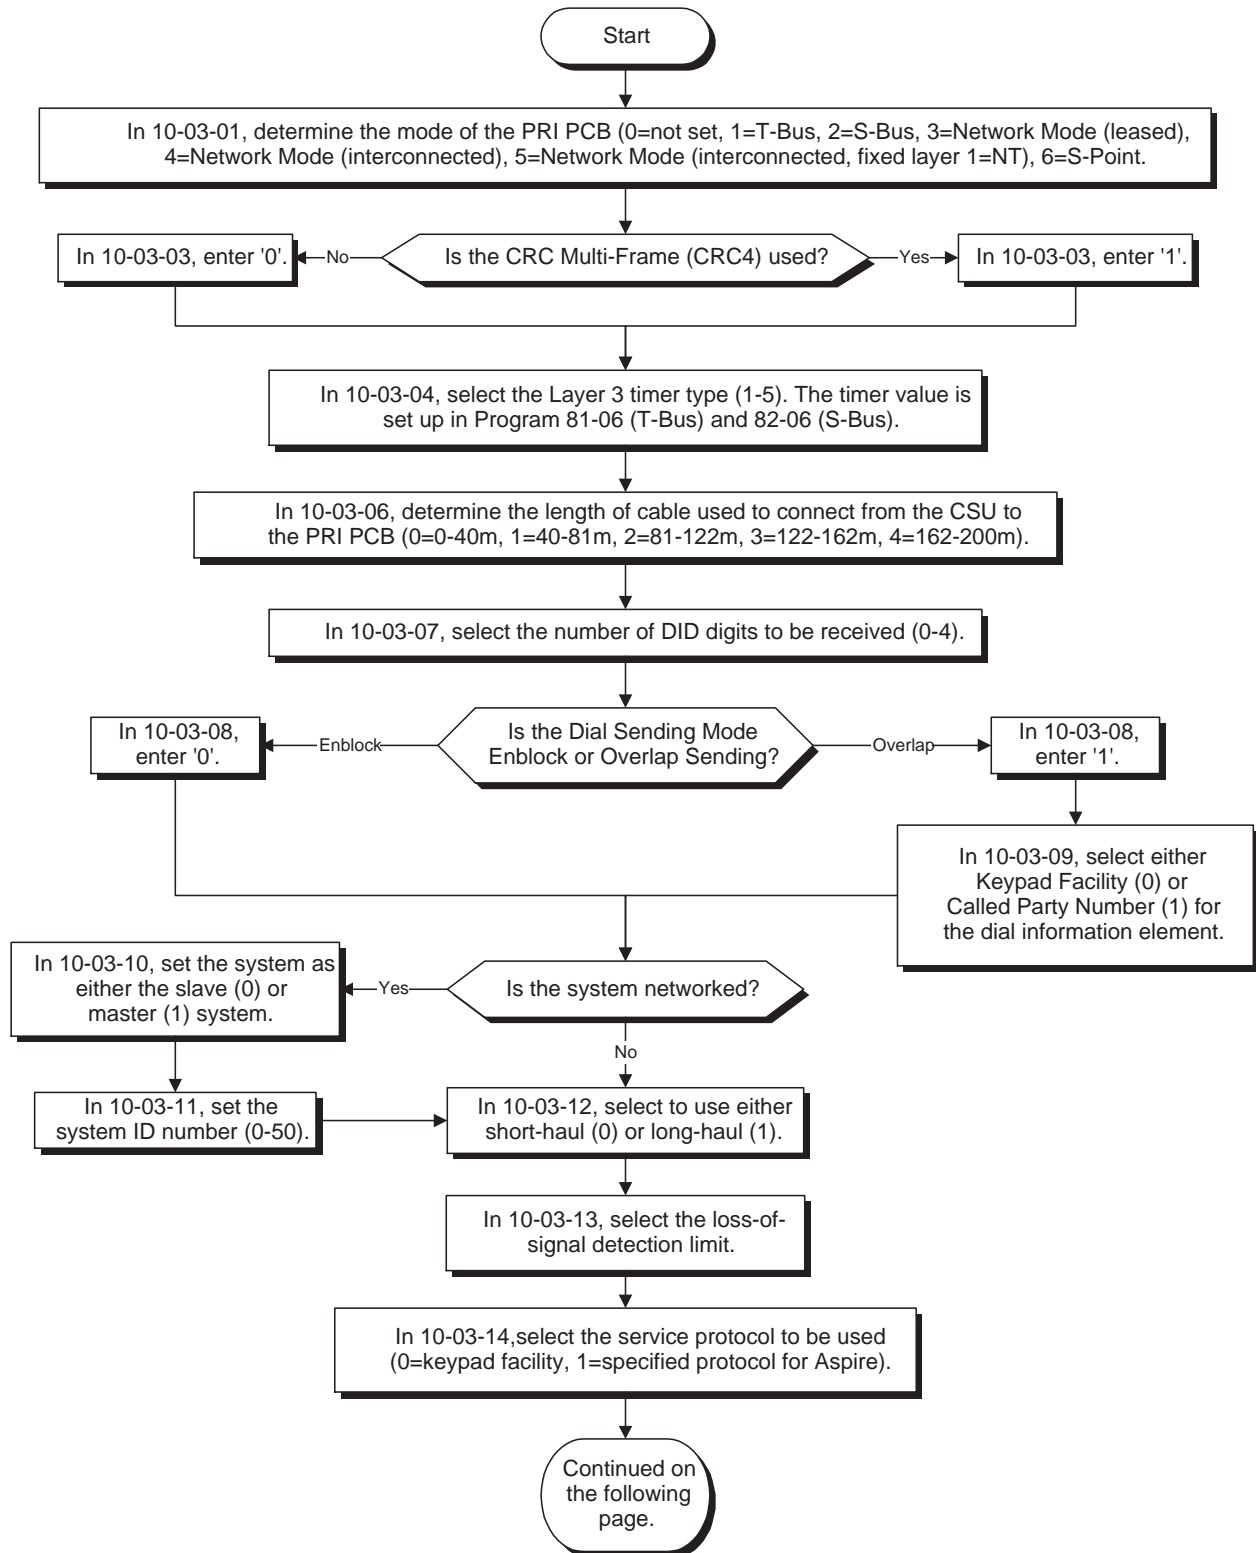 Start
In 10-03-01, determine the mode of the PRI PCB (0=not set, 1=T-Bus, 2=S-Bus, 3=Network Mode (leased),
4=Network Mode (interconnected), 5=Network Mode (interconnected, fixed layer 1=NT), 6=S-Point.
In 10-03-03, enter '0'.
No
Is the CRC Multi-Frame (CRC4) used?
Yes
In 10-03-03, enter '1'.
In 10-03-04, select the Layer 3 timer type (1-5). The timer value is
set up in Program 81-06 (T-Bus) and 82-06 (S-Bus).
In 10-03-06, determine the length of cable used to connect from the CSU to
the PRI PCB (0=0-40m, 1=40-81m, 2=81-122m, 3=122-162m, 4=162-200m).
In 10-03-07, select the number of DID digits to be received (0-4).
In 10-03-08,
enter '0'.
Enblock
Is the Dial Sending Mode
Enblock or Overlap Sending?
Overlap
In 10-03-08,
enter '1'.
In 10-03-09, select either
Keypad Facility (0) or
Called Party Number (1) for
the dial information element.
In 10-03-10, set the system as
either the slave (0) or
master (1) system.
Yes
Is the system networked?
No
In 10-03-11, set the
system ID number (0-50).
In 10-03-12, select to use either
short-haul (0) or long-haul (1).
In 10-03-13, select the loss-of-
signal detection limit.
In 10-03-14,select the service protocol to be used
(0=keypad facility, 1=specified protocol for Aspire).
Continued on
the following
page.